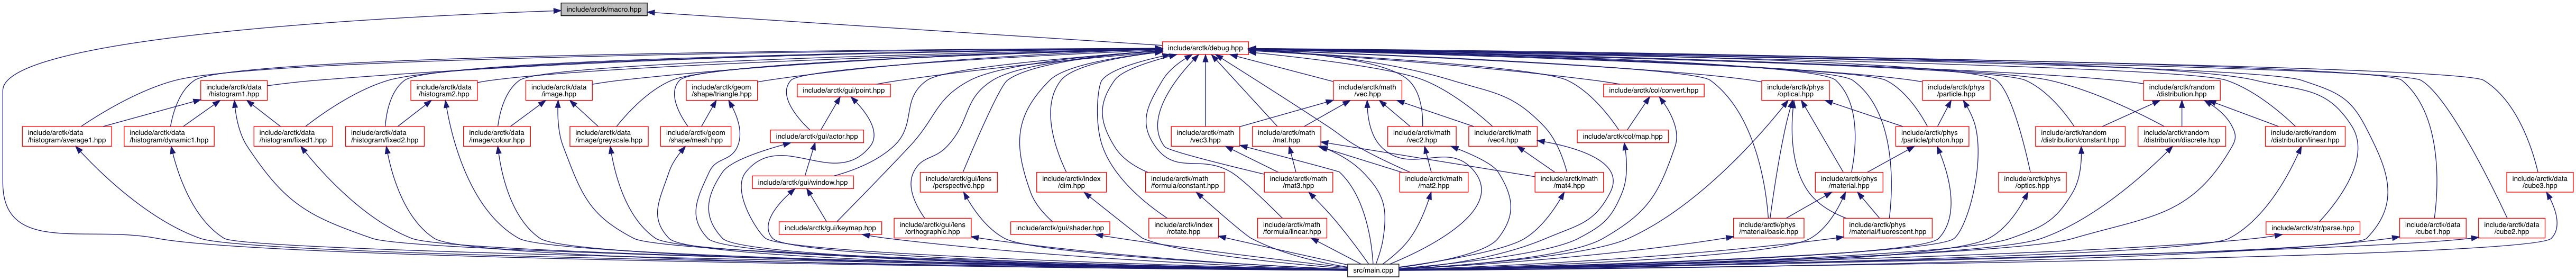 include/arctk/macro.hpp
include/arctk/debug.hpp
include/arctk/data
/histogram1.hpp
include/arctk/data
/histogram2.hpp
include/arctk/data
/image.hpp
include/arctk/geom
/shape/triangle.hpp
include/arctk/gui/point.hpp
include/arctk/math
/vec.hpp
include/arctk/col/convert.hpp
include/arctk/phys
/optical.hpp
include/arctk/phys
/particle.hpp
include/arctk/random
/distribution.hpp
include/arctk/data
/histogram/average1.hpp
include/arctk/data
/histogram/dynamic1.hpp
include/arctk/data
/histogram/fixed1.hpp
include/arctk/data
/histogram/fixed2.hpp
include/arctk/data
/image/colour.hpp
include/arctk/data
/image/greyscale.hpp
include/arctk/geom
/shape/mesh.hpp
include/arctk/gui/actor.hpp
include/arctk/math
/vec3.hpp
include/arctk/math
/mat.hpp
include/arctk/math
/vec2.hpp
include/arctk/math
/vec4.hpp
include/arctk/col/map.hpp
include/arctk/phys
/particle/photon.hpp
include/arctk/random
/distribution/constant.hpp
include/arctk/random
/distribution/discrete.hpp
include/arctk/random
/distribution/linear.hpp
include/arctk/gui/window.hpp
include/arctk/gui/lens
/perspective.hpp
include/arctk/index
/dim.hpp
include/arctk/math
/formula/constant.hpp
include/arctk/math
/mat3.hpp
include/arctk/math
/mat2.hpp
include/arctk/math
/mat4.hpp
include/arctk/phys
/material.hpp
include/arctk/phys
/optics.hpp
include/arctk/data
/cube3.hpp
include/arctk/gui/keymap.hpp
include/arctk/gui/lens
/orthographic.hpp
include/arctk/gui/shader.hpp
include/arctk/index
/rotate.hpp
include/arctk/math
/formula/linear.hpp
include/arctk/phys
/material/basic.hpp
include/arctk/phys
/material/fluorescent.hpp
include/arctk/str/parse.hpp
include/arctk/data
/cube1.hpp
include/arctk/data
/cube2.hpp
src/main.cpp